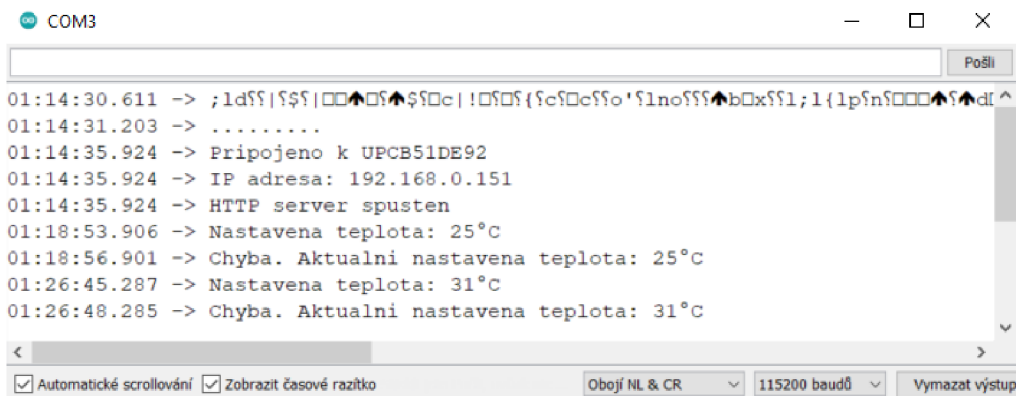 COM3
Pošli
01:14:30.611 ->
01:14:31.203 -> .........
01:14:35.924 -> Pripojeno k UPCB51DE92
01:14:35.924 -> IP adresa: 192.168.0.151
01:14:35.924 -> HTTP server spusten
01:18:53.906 -> Nastavena teplota: 25°C
01:18:56.901 -> Chyba. Aktualni nastavena teplota: 25°C
01:26:45.287 -> Nastavena teplota: 31°C
01:26:48.285 -> Chyba. Aktualni nastavena teplota: 31°C
Automatické scrollování Zobrazit časové razítko Obojí NL & CR 115200 baudů Vymazat výstup